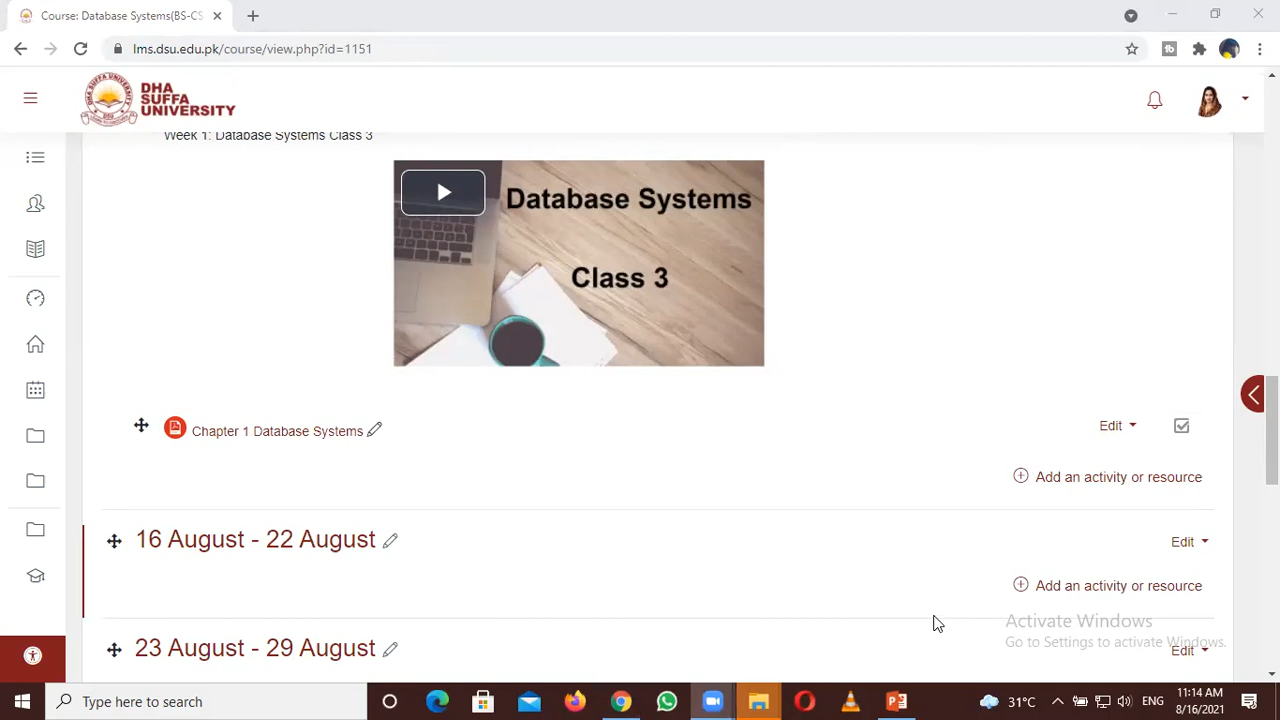 Course: Database Systems(BS-CS
lms.dsu.edu.pk/course/view.php?id=1151
DHA
SUFFA
UNIVERSITY
Week 1: Database Systems Class 3
Database Systems
Class 3
Chapter 1 Database Systems
Edit
Add an activity or resource
16 August - 22 August
Edit
Add an activity or resource
Activate Windows
Go to Settings to activate Windows.
23 August - 29 August
Edit
Type here to search
31°C
ENG
11:14 AM
8/16/2021